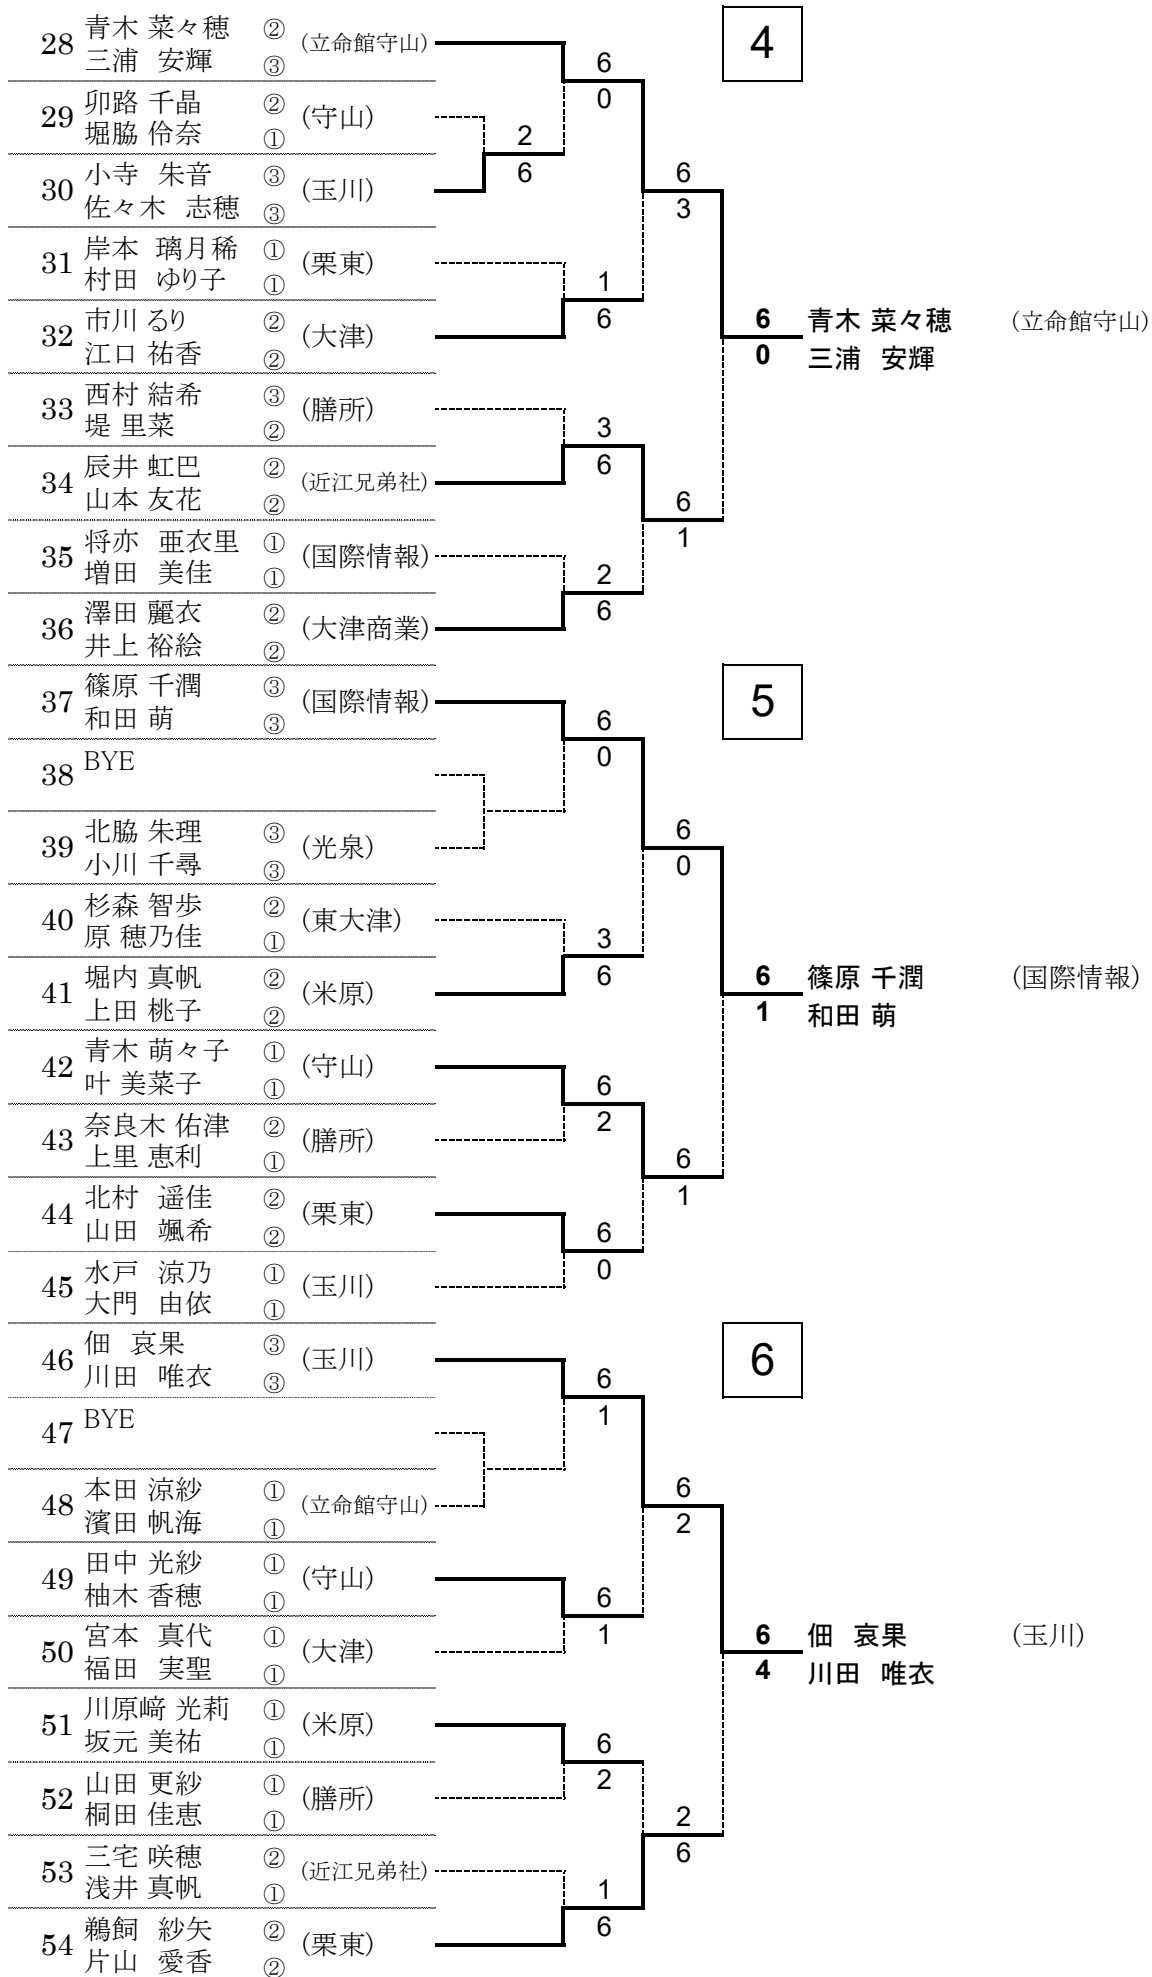 4
28 青木 菜々穂 ② (立命館守山)
三浦 安輝 ③
6
0
29 卯路 千晶 ② (守山)
堀脇 伶奈 ①
2
6
30 小寺 朱音 ③ (玉川)
佐々木 志穂 ③
6
3
31 岸本 璃月稀 ① (栗東)
村田 ゆり子 ①
1
6
32 市川 るり ② (大津)
江口 祐香 ②
6 青木 菜々穂 (立命館守山)
0 三浦 安輝
33 西村 結希 ③ (膳所)
堤 里菜 ②
3
6
34 辰井 虹巴 ② (近江兄弟社)
山本 友花 ②
6
1
35 将亦 亜衣里 ① (国際情報)
増田 美佳 ①
2
6
36 澤田 麗衣 ② (大津商業)
井上 裕絵 ②
5
37 篠原 千潤 ③ (国際情報)
和田 萌 ③
6
0
38 BYE
39 北脇 朱理 ③ (光泉)
小川 千尋 ③
6
0
40 杉森 智歩 ② (東大津)
原 穂乃佳 ①
3
6
41 堀内 真帆 ② (米原)
上田 桃子 ②
6 篠原 千潤 (国際情報)
1 和田 萌
42 青木 萌々子 ① (守山)
叶 美菜子 ①
6
2
43 奈良木 佑津 ② (膳所)
上里 恵利 ①
6
1
44 北村 遥佳 ② (栗東)
山田 颯希 ②
6
0
45 水戸 涼乃 ① (玉川)
大門 由依 ①
6
46 佃 哀果 ③ (玉川)
川田 唯衣 ③
6
1
47 BYE
48 本田 涼紗 ① (立命館守山)
濱田 帆海 ①
6
2
49 田中 光紗 ① (守山)
柚木 香穂 ①
6
1
50 宮本 真代 ① (大津)
福田 実聖 ①
6 佃 哀果 (玉川)
4 川田 唯衣
51 川原﨑 光莉 ① (米原)
坂元 美祐 ①
6
2
52 山田 更紗 ① (膳所)
桐田 佳恵 ①
2
6
53 三宅 咲穂 ② (近江兄弟社)
浅井 真帆 ①
1
6
54 鵜飼 紗矢 ② (栗東)
片山 愛香 ②